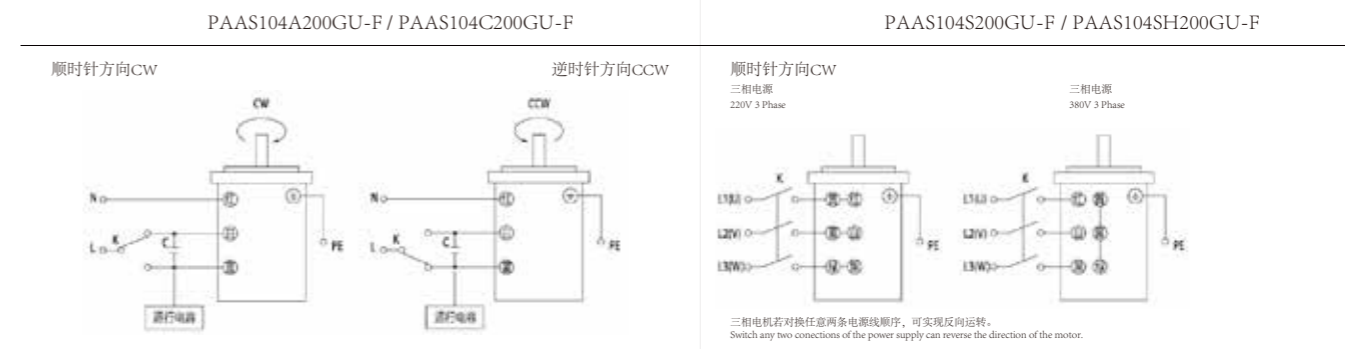 PAAS104A200GU-F / PAAS104C200GU-F
PAAS104S200GU-F / PAAS104SH200GU-F
顺时针方向CW
逆时针方向CCW
CW
CCW
N
L
K
C
PE
运行电容
N
L
K
C
PE
运行电容
顺时针方向CW
三相电源
220V 3 Phase
三相电源
380V 3 Phase
K
L1(U)
L2(V)
L3(W)
PE
K
L1(U)
L2(V)
L3(W)
PE
三相电机若对换任意两条电源线顺序，可实现反向运转。
Switch any two conections of the power supply can reverse the direction of the motor.